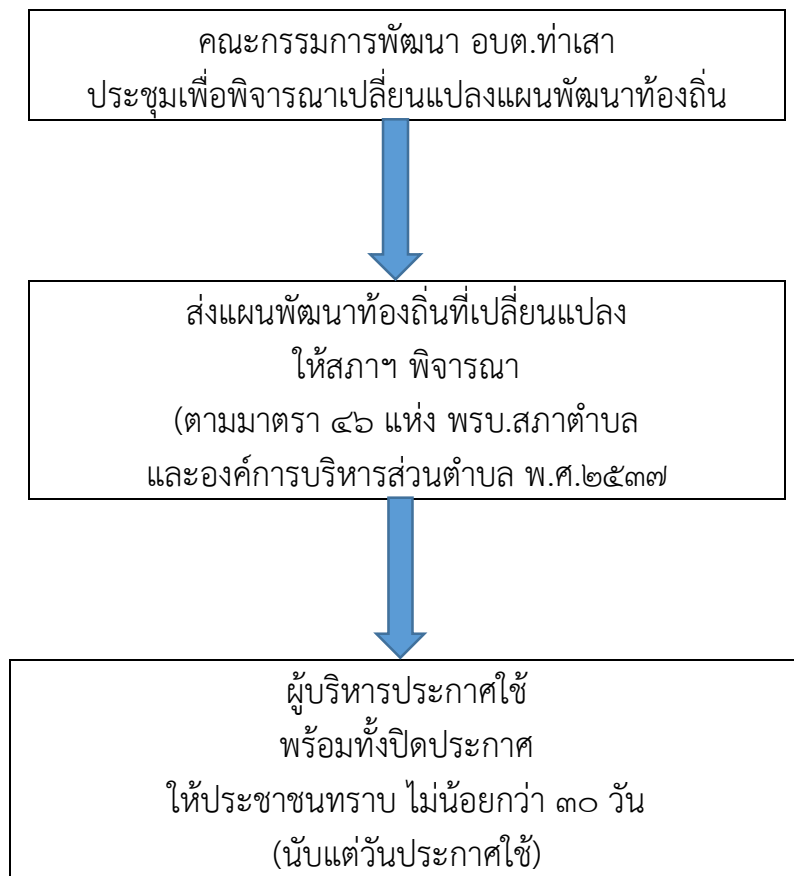 คณะกรรมการพัฒนา อบต.ท่าเสา
ประชุมเพื่อพิจารณาเปลี่ยนแปลงแผนพัฒนาท้องถิ่น
ส่งแผนพัฒนาท้องถิ่นที่เปลี่ยนแปลง
ให้สภาฯ พิจารณา
(ตามมาตรา ๔๖ แห่ง พรบ.สภาตำบล
และองค์การบริหารส่วนตำบล พ.ศ.๒๕๓๗
ผู้บริหารประกาศใช้
พร้อมทั้งปิดประกาศ
ให้ประชาชนทราบ ไม่น้อยกว่า ๓๐ วัน
(นับแต่วันประกาศใช้)